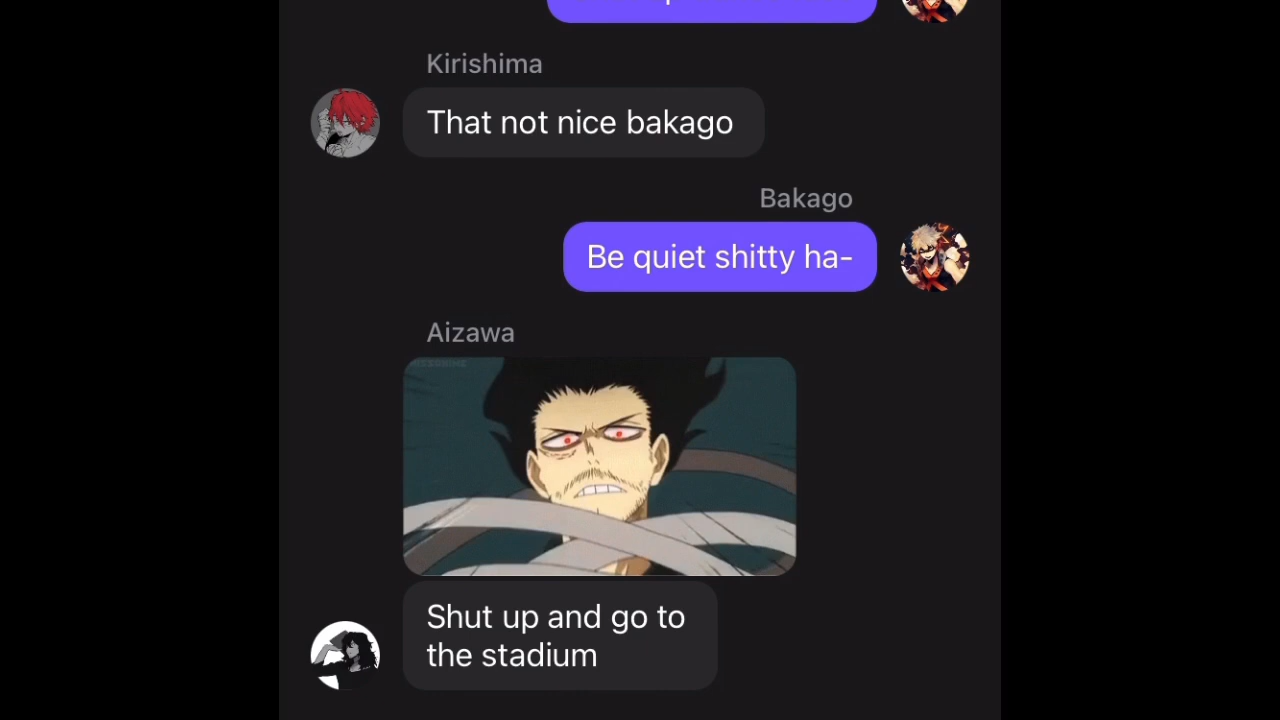 Kirishima
That not nice bakago
Bakago
Be quiet shitty ha-
Aizawa
Shut up and go to
the stadium